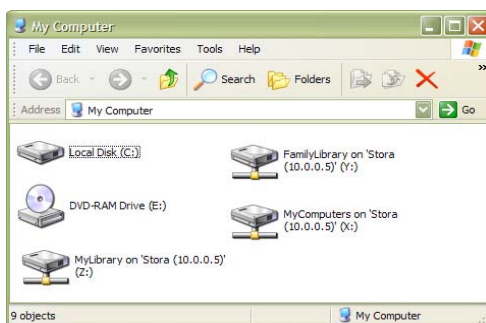 My Computer
File Edit View Favorites Tools Help
Back Search Folders
Address My Computer Go
Local Disk (C:)
DVD-RAM Drive (E:)
MyLibrary on 'Stora (10.0.0.5)'
(Z:)
FamilyLibrary on 'Stora
(10.0.0.5)' (Y:)
MyComputers on 'Stora
(10.0.0.5)' (X:)
9 objects My Computer